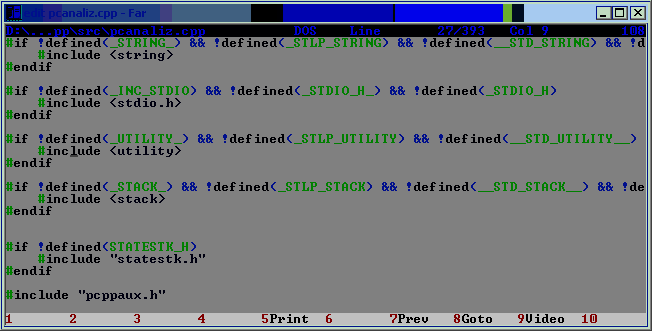 pcanaliz.cpp - Far
D:\...pp\src\pcanaliz.cpp DOS Line 27/393 Col 9 108
#if !defined(_STRING_) && !defined(_STLP_STRING) && !defined(__STD_STRING) && !d
#include <string>
#endif
#if !defined(_INC_STDIO) && !defined(_STDIO_H_) && !defined(_STDIO_H)
#include <stdio.h>
#endif
#if !defined(_UTILITY_) && !defined(_STLP_UTILITY) && !defined(__STD_UTILITY__)
#include <utility>
#endif
#if !defined(_STACK_) && !defined(_STLP_STACK) && !defined(__STD_STACK__) && !de
#include <stack>
#endif
#if !defined(STATESTK_H)
#include "statestk.h"
#endif
#include "pcppaux.h"
1 2 3 4 5Print 6 7Prev 8Goto 9Video 10